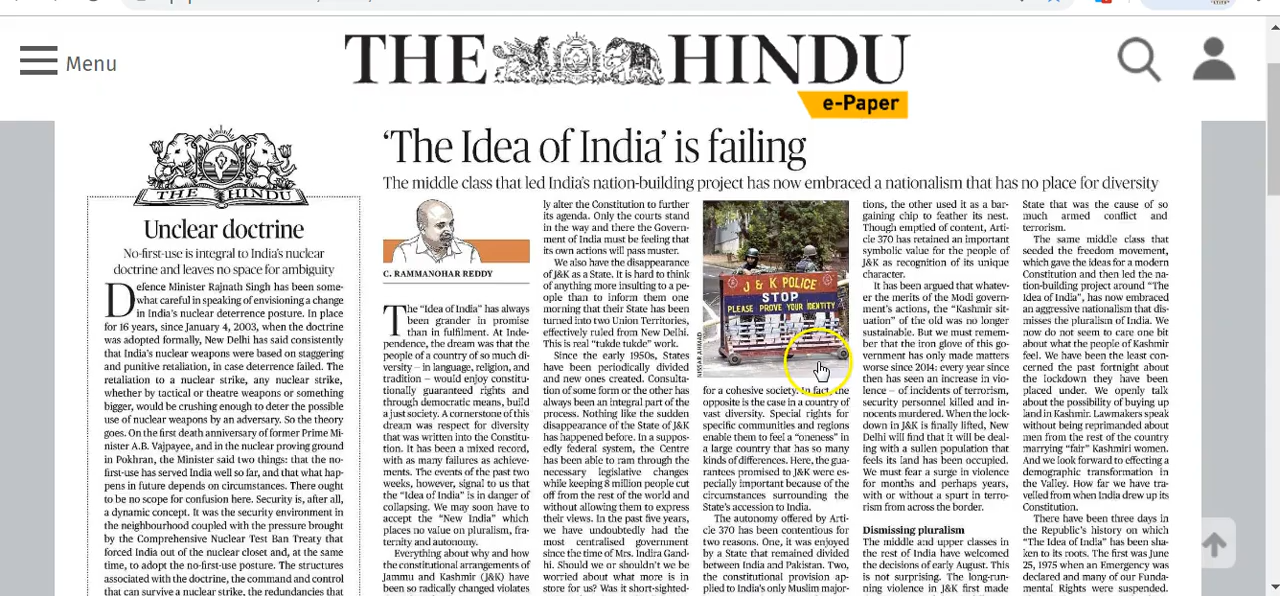 Menu
THE HINDU
e-Paper
THE HINDU
Unclear doctrine
No-first-use is integral to India's nuclear
doctrine and leaves no space for ambiguity
Defence Minister Rajnath Singh has been some-
what careful in speaking of envisioning a change
in India's nuclear deterrence posture. In place
for 16 years, since January 4, 2003, when the doctrine
was adopted formally, New Delhi has said consistently
that India's nuclear weapons were based on staggering
and punitive retaliation, in case deterrence failed. The
retaliation to a nuclear strike, any nuclear strike,
whether by tactical or theatre weapons or something
bigger, would be crushing enough to deter the possible
use of nuclear weapons by an adversary. So the theory
goes. On the first death anniversary of former Prime Mi-
nister A.B. Vajpayee, and in the nuclear proving ground
in Pokhran, the Minister said two things: that the no-
first-use has served India well so far, and that what hap-
pens in future depends on circumstances. There ought
to be no scope for confusion here. Security is, after all,
a dynamic concept. It was the security environment in
the neighbourhood coupled with the pressure brought
by the Comprehensive Nuclear Test Ban Treaty that
forced India out of the nuclear closet and, at the same
time, to adopt the no-first-use posture. The structures
associated with the doctrine, the command and control
that can survive a nuclear strike, the redundancies that
'The Idea of India' is failing
The middle class that led India's nation-building project has now embraced a nationalism that has no place for diversity
C. RAMMANOHAR REDDY
The "Idea of India" has always
been grander in promise
than in fulfilment. At Inde-
pendence, the dream was that the
people of a country of so much di-
versity – in language, religion, and
tradition – would enjoy constitu-
tionally guaranteed rights and
through democratic means, build
a just society. A cornerstone of this
dream was respect for diversity
that was written into the Constitu-
tion. It has been a mixed record,
with as many failures as achieve-
ments. The events of the past two
weeks, however, signal to us that
the "Idea of India" is in danger of
collapsing. We may soon have to
accept the "New India" which
places no value on pluralism, fra-
ternity and autonomy.
Everything about why and how
the constitutional arrangements of
Jammu and Kashmir (J&K) have
been so radically changed violates
ly alter the Constitution to further
its agenda. Only the courts stand
in the way and there the Govern-
ment of India must be feeling that
its own actions will pass muster.
We also have the disappearance
of J&K as a State. It is hard to think
of anything more insulting to a peo-
ple than to inform them one
morning that their State has been
turned into two Union Territories,
effectively ruled from New Delhi.
This is real "tukde tukde" work.
Since the early 1950s, States
have been periodically divided
and new ones created. Consulta-
tion of some form or the other has
always been an integral part of the
process. Nothing like the sudden
disappearance of the State of J&K
has happened before. In a suppos-
edly federal system, the Centre
has been able to ram through the
necessary legislative changes
while keeping 8 million people cut
off from the rest of the world and
without allowing them to express
their views. In the past five years,
we have undoubtedly had the
most centralised government
since the time of Mrs. Indira Gand-
hi. Should we or shouldn't we be
worried about what more is in
store for us? Was it short-sighted-
J & K POLICE
STOP
PLEASE PROVE YOUR IDENTITY
NISSAR AHMAD
for a cohesive society. In fact, the
opposite is the case in a country of
vast diversity. Special rights for
specific communities and regions
enable them to feel a "oneness" in
a large country that has so many
kinds of differences. Here, the gua-
rantees promised to J&K were es-
pecially important because of the
circumstances surrounding the
State's accession to India.
The autonomy offered by Arti-
cle 370 has been contentious for
two reasons. One, it was enjoyed
by a State that remained divided
between India and Pakistan. Two,
the constitutional provision ap-
plied to India's only Muslim major-
tions, the other used it as a bar-
gaining chip to feather its nest.
Though emptied of content, Arti-
cle 370 has retained an important
symbolic value for the people of
J&K as recognition of its unique
character.
It has been argued that whatev-
er the merits of the Modi govern-
ment's actions, the "Kashmir sit-
uation" of the old was no longer
sustainable. But we must remem-
ber that the iron glove of this go-
vernment has only made matters
worse since 2014: every year since
then has seen an increase in vio-
lence – of incidents of terrorism,
security personnel killed and in-
nocents murdered. When the lock-
down in J&K is finally lifted, New
Delhi will find that it will be deal-
ing with a sullen population that
feels its land has been occupied.
We must fear a surge in violence
for months and perhaps years,
with or without a spurt in terro-
rism from across the border.
Dismissing pluralism
The middle and upper classes in
the rest of India have welcomed
the decisions of early August. This
is not surprising. The long-run-
ning violence in J&K first made
State that was the cause of so
much armed conflict and
terrorism.
The same middle class that
seeded the freedom movement,
which gave the ideas for a modern
Constitution and then led the na-
tion-building project around "The
Idea of India", has now embraced
an aggressive nationalism that dis-
misses the pluralism of India. We
now do not seem to care one bit
about what the people of Kashmir
feel. We have been the least con-
cerned the past fortnight about
the lockdown they have been
placed under. We openly talk
about the possibility of buying up
land in Kashmir. Lawmakers speak
without being reprimanded about
men from the rest of the country
marrying "fair" Kashmiri women.
And we look forward to effecting a
demographic transformation in
the Valley. How far we have tra-
velled from when India drew up its
Constitution.
There have been three days in
the Republic's history on which
"The Idea of India" has been sha-
ken to its roots. The first was June
25, 1975 when an Emergency was
declared and many of our Funda-
mental Rights were suspended.